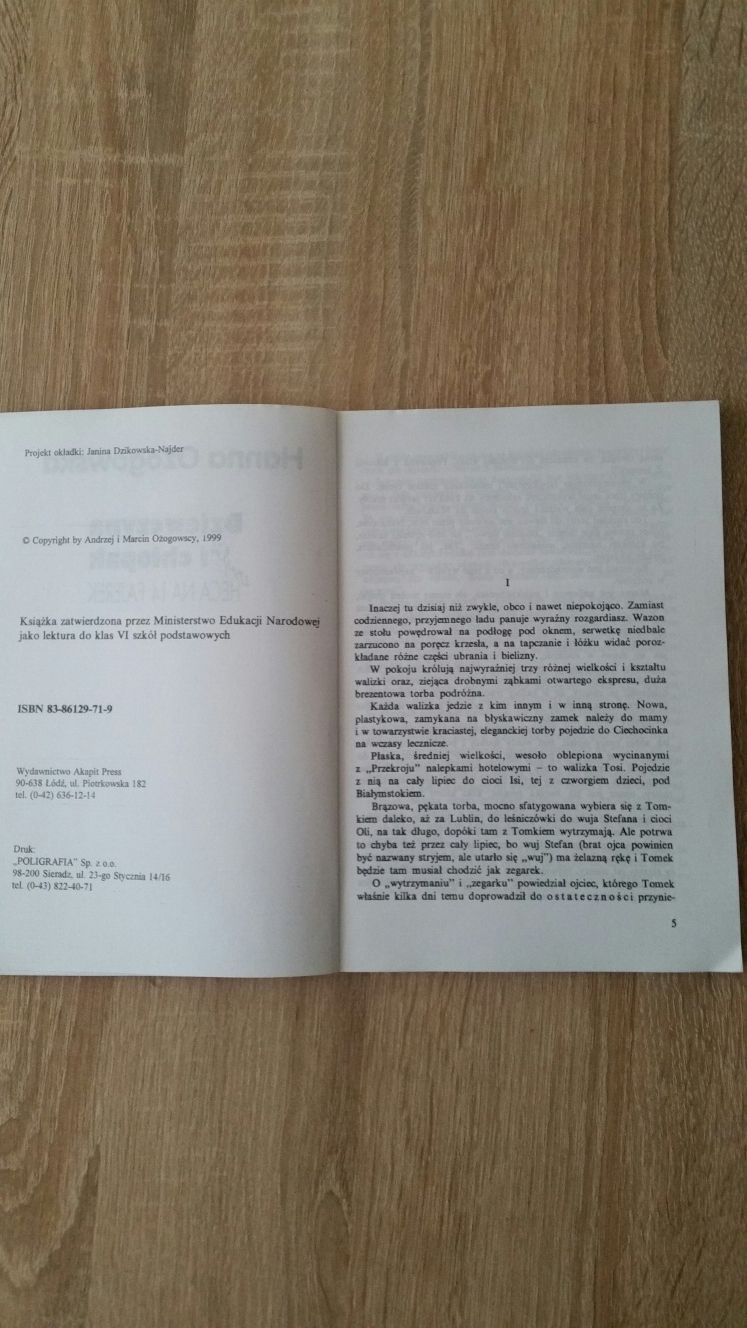 Projekt okładki: Janina Dzikowska-Najder
© Copyright by Andrzej i Marcin Ożogowscy, 1999
Książka zatwierdzona przez Ministerstwo Edukacji Narodowej
jako lektura do klas VI szkół podstawowych
ISBN 83-86129-71-9
Wydawnictwo Akapit Press
90-638 Łódź, ul. Piotrkowska 182
tel. (0-42) 636-12-14
Druk:
„POLIGRAFIA" Sp. z o.o.
98-200 Sieradz, ul. 23-go Stycznia 14/16
tel. (0-43) 822-40-71
I
Inaczej tu dzisiaj niż zwykle, obco i nawet niepokojąco. Zamiast
codziennego, przyjemnego ładu panuje wyraźny rozgardiasz. Wazon
ze stołu powędrował na podłogę pod oknem, serwetkę niedbale
zarzucono na poręcz krzesła, a na tapczanie i łóżku widać poroz-
kładane różne części ubrania i bielizny.
W pokoju królują najwyraźniej trzy różnej wielkości i kształtu
walizki oraz, ziejąca drobnymi ząbkami otwartego ekspresu, duża
brezentowa torba podróżna.
Każda walizka jedzie z kim innym i w inną stronę. Nowa,
plastykowa, zamykana na błyskawiczny zamek należy do mamy
i w towarzystwie kraciastej, eleganckiej torby pojedzie do Ciechocinka
na wczasy lecznicze.
Płaska, średniej wielkości, wesoło oblepiona wycinanymi
z „Przekroju" nalepkami hotelowymi – to walizka Tosi. Pojedzie
z nią na cały lipiec do cioci Isi, tej z czworgiem dzieci, pod
Białymstokiem.
Brązowa, pękata torba, mocno sfatygowana wybiera się z Tom-
kiem daleko, aż za Lublin, do leśniczówki do wuja Stefana i cioci
Oli, na tak długo, dopóki tam z Tomkiem wytrzymają. Ale potrwa
to chyba też przez cały lipiec, bo wuj Stefan (brat ojca powinien
być nazwany stryjem, ale utarło się „wuj") ma żelazną rękę i Tomek
będzie tam musiał chodzić jak zegarek.
O „wytrzymaniu" i „zegarku" powiedział ojciec, którego Tomek
właśnie kilka dni temu doprowadził do ostateczności przynie-
5